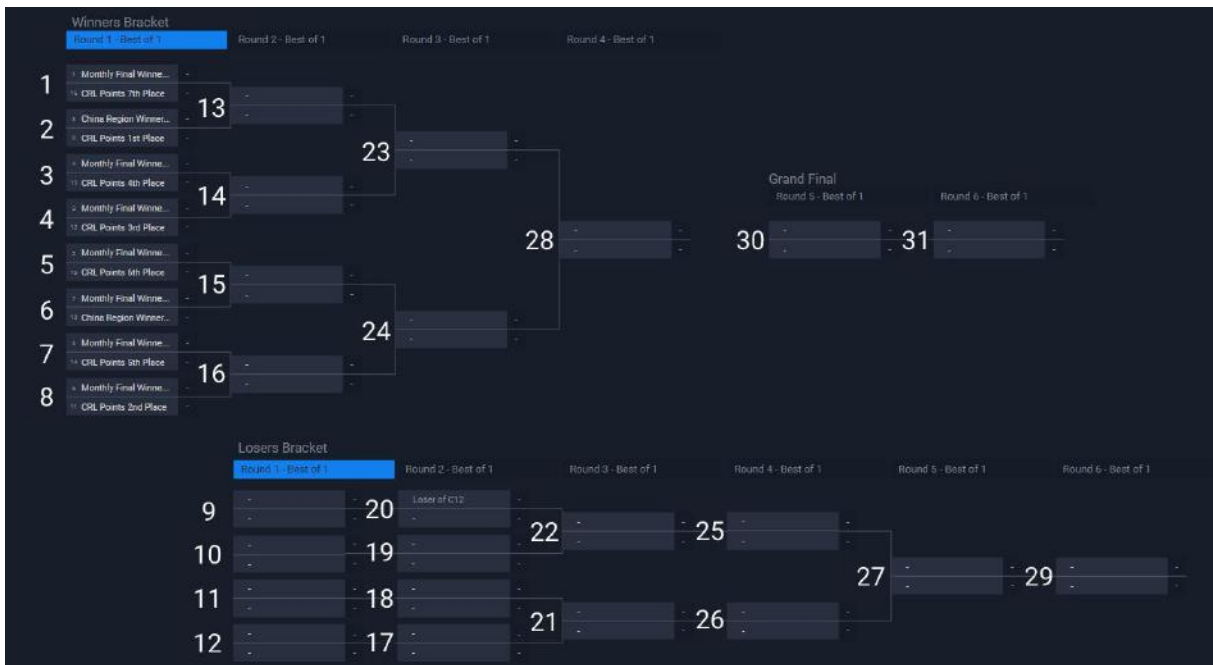 Winners Bracket
Round 1 - Best of 1
Round 2 - Best of 1
Round 3 - Best of 1
Round 4 - Best of 1
1
Monthly Final Winne...
CRL Points 7th Place
2
China Region Winner...
CRL Points 1st Place
3
Monthly Final Winne...
CRL Points 4th Place
4
Monthly Final Winne...
CRL Points 3rd Place
5
Monthly Final Winne...
CRL Points 6th Place
6
Monthly Final Winne...
China Region Winner...
7
Monthly Final Winne...
CRL Points 5th Place
8
Monthly Final Winne...
CRL Points 2nd Place
13
14
15
16
23
24
28
Grand Final
Round 5 - Best of 1
Round 6 - Best of 1
30
31
Losers Bracket
Round 1 - Best of 1
Round 2 - Best of 1
Round 3 - Best of 1
Round 4 - Best of 1
Round 5 - Best of 1
Round 6 - Best of 1
9
10
11
12
20
Loser of C12
19
18
17
22
21
25
26
27
29